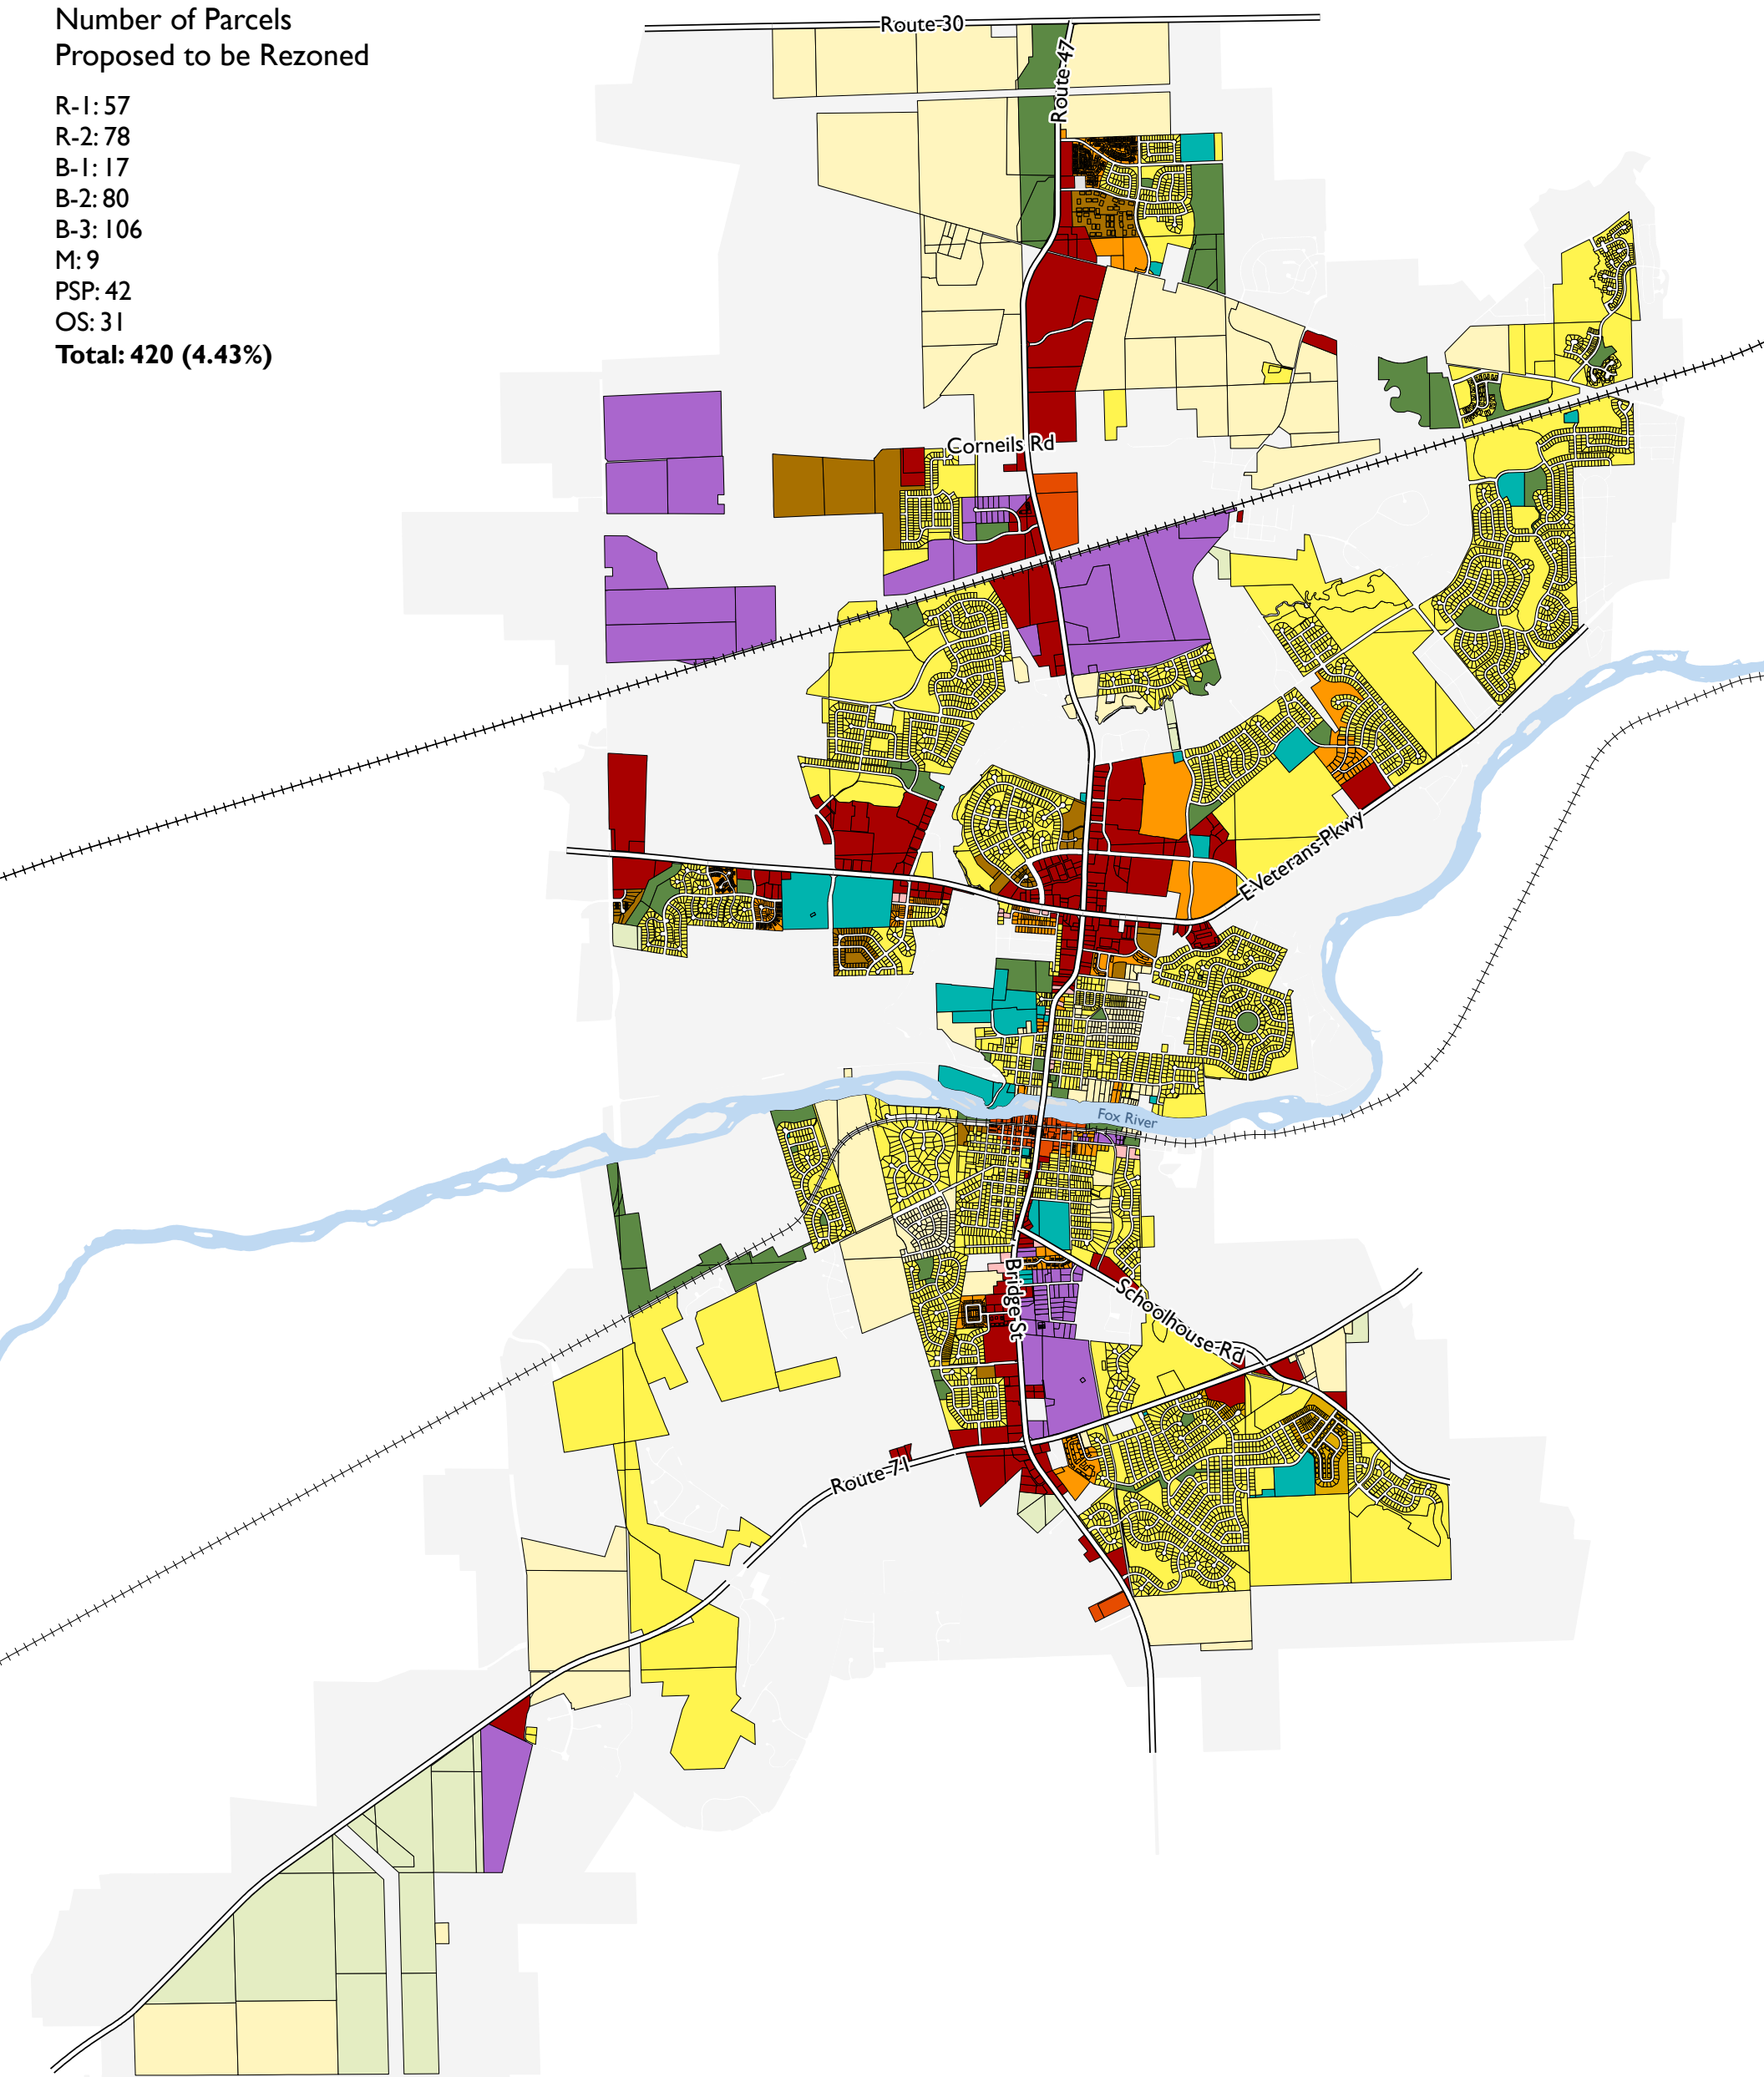 Number of Parcels
Proposed to be Rezoned
R-1: 57
R-2: 78
B-1: 17
B-2: 80
B-3: 106
M: 9
PSP: 42
OS: 31
Total: 420 (4.43%)
Route 30
Route 47
Corneils Rd
E Veterans Pkwy
Fox River
Bridge St
Schoolhouse Rd
Route 71